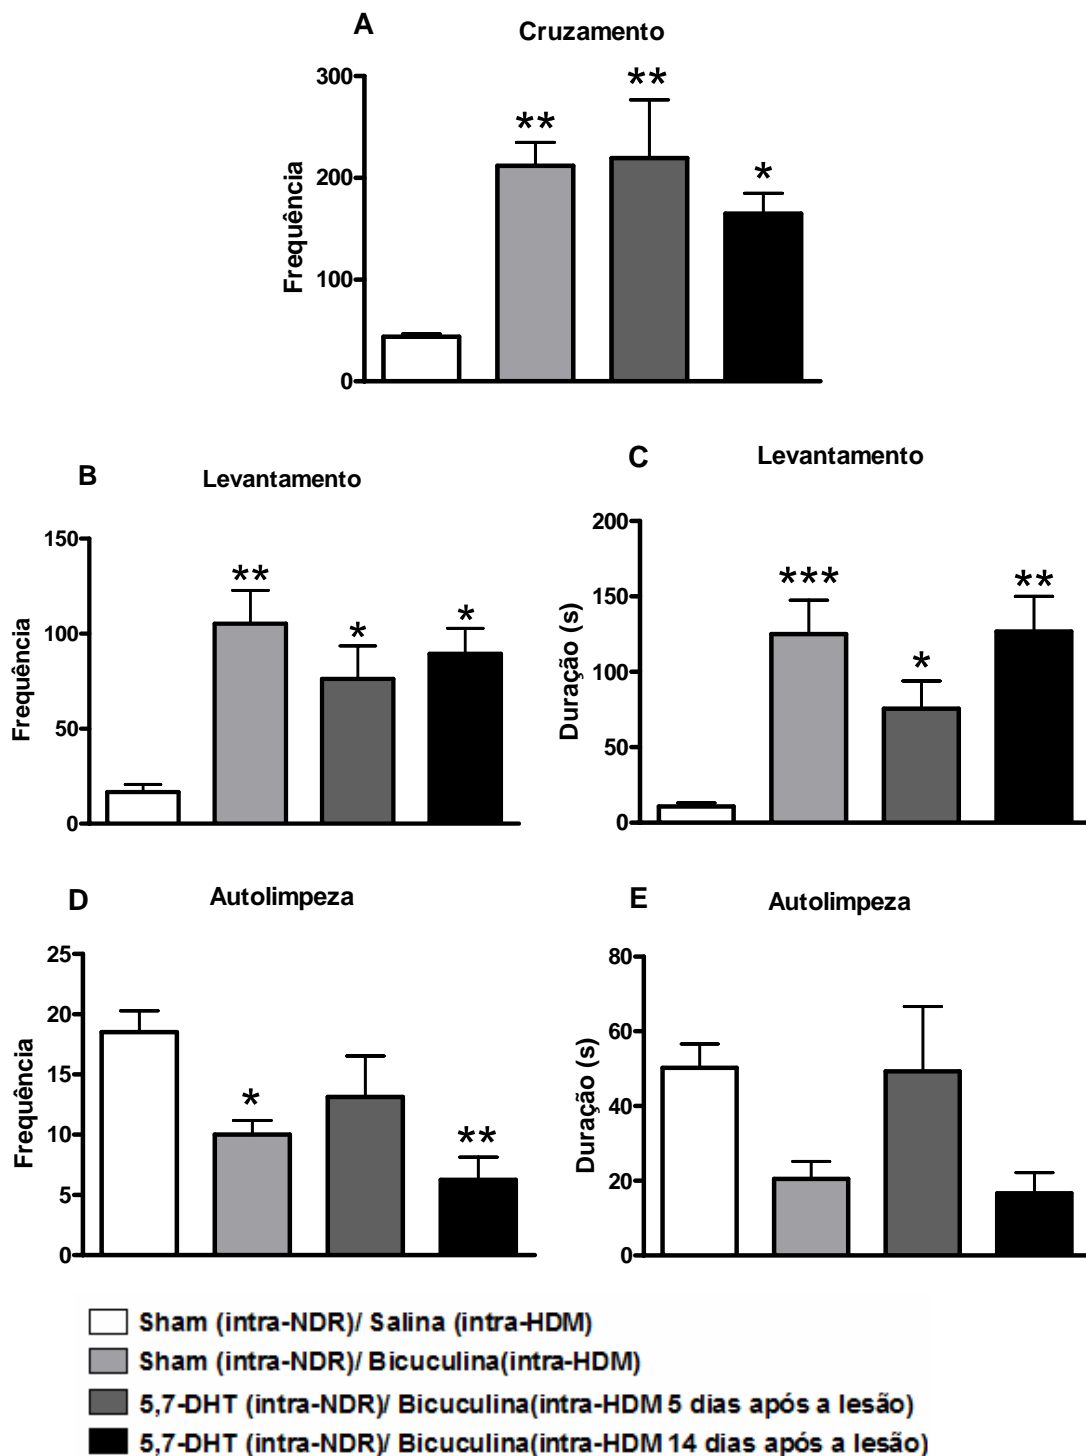 A
Cruzamento
Frequência
300
200
100
0
**
**
*
B
Levantamento
Frequência
150
100
50
0
**
*
*
C
Levantamento
Duração (s)
200
150
100
50
0
***
*
**
D
Autolimpeza
Frequência
25
20
15
10
5
0
*
**
E
Autolimpeza
Duração (s)
80
60
40
20
0
Sham (intra-NDR)/ Salina (intra-HDM)
Sham (intra-NDR)/ Bicuculina(intra-HDM)
5,7-DHT (intra-NDR)/ Bicuculina(intra-HDM 5 dias após a lesão)
5,7-DHT (intra-NDR)/ Bicuculina(intra-HDM 14 dias após a lesão)